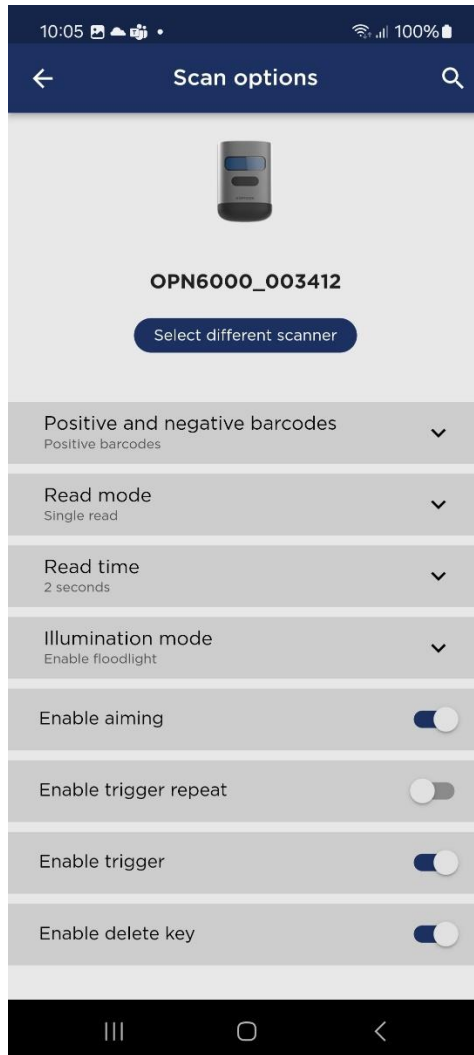 10:05
100%
Scan options
OPN6000_003412
Select different scanner
Positive and negative barcodes
Positive barcodes
Read mode
Single read
Read time
2 seconds
Illumination mode
Enable floodlight
Enable aiming
Enable trigger repeat
Enable trigger
Enable delete key